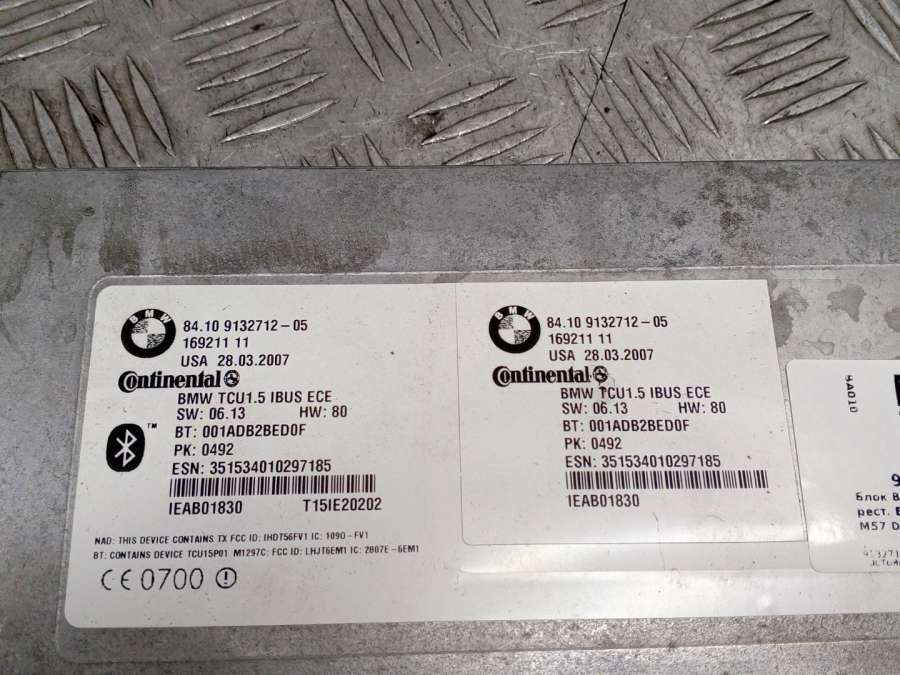 BMW
84.10 9132712-05
169211 11
USA 28.03.2007
Continental
BMW TCU1.5 IBUS ECE
SW: 06.13 HW: 80
BT: 001ADB2BED0F
PK: 0492
ESN: 351534010297185
IEAB01830 T15IE20202
NAD: THIS DEVICE CONTAINS TX FCC ID: IHDT56FV1 IC: 1090-FV1
BT: CONTAINS DEVICE TCU15P01 M1297C: FCC ID: LHJT6EM1 IC: 2807E-6EM1
CE 0700
BMW
84.10 9132712-05
169211 11
USA 28.03.2007
Continental
BMW TCU1.5 IBUS ECE
SW: 06.13 HW: 80
BT: 001ADB2BED0F
PK: 0492
ESN: 351534010297185
IEAB01830
HA010
9
Блок B
рест. E
M57 D